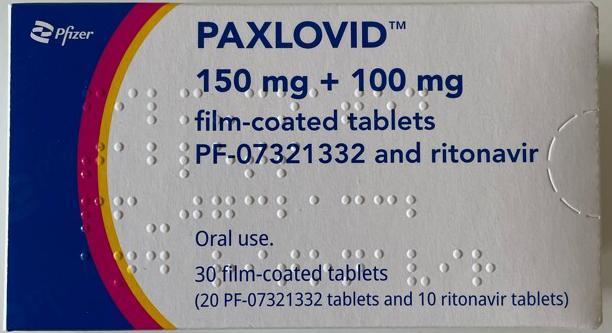 Pfizer
PAXLOVID™
150 mg + 100 mg
film-coated tablets
PF-07321332 and ritonavir
Oral use.
30 film-coated tablets
(20 PF-07321332 tablets and 10 ritonavir tablets)